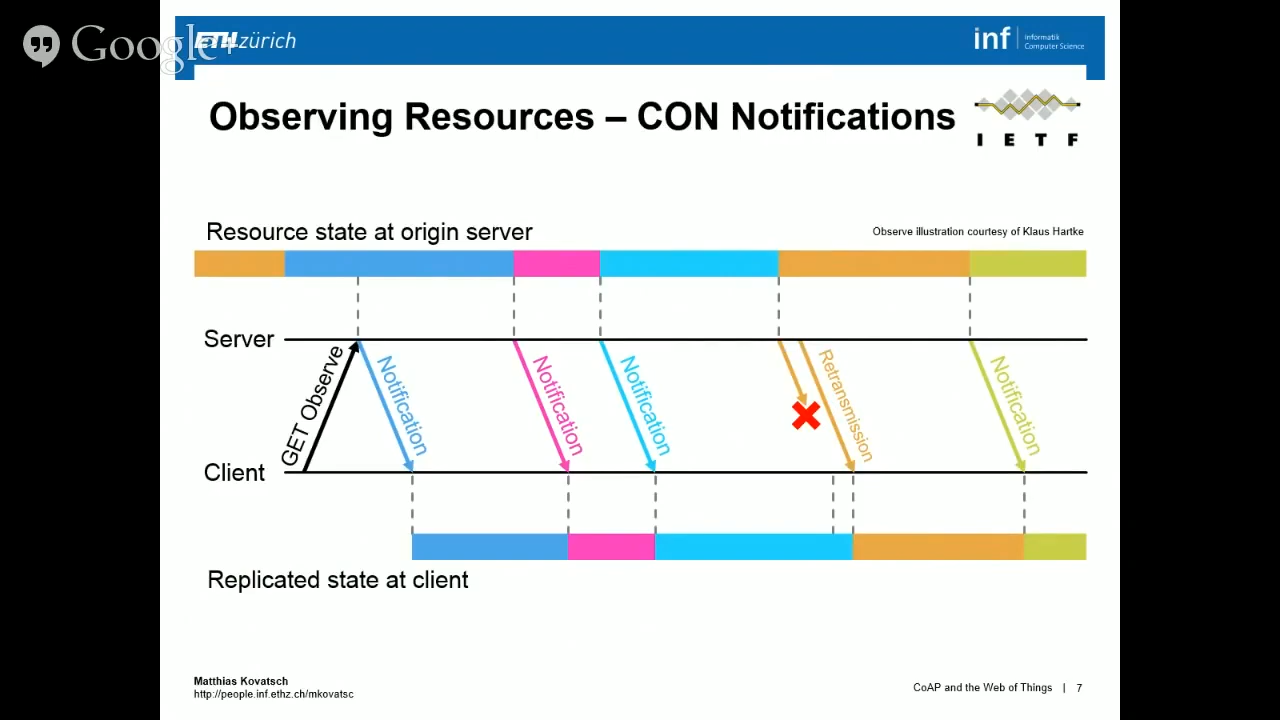 Google+
ETH zürich
inf
Informatik
Computer Science
Observing Resources – CON Notifications
I E T F
Resource state at origin server
Observe illustration courtesy of Klaus Hartke
Server
GET Observe
Notification
Notification
Notification
Retransmission
Notification
Client
Replicated state at client
Matthias Kovatsch
http://people.inf.ethz.ch/mkovatsc
CoAP and the Web of Things | 7